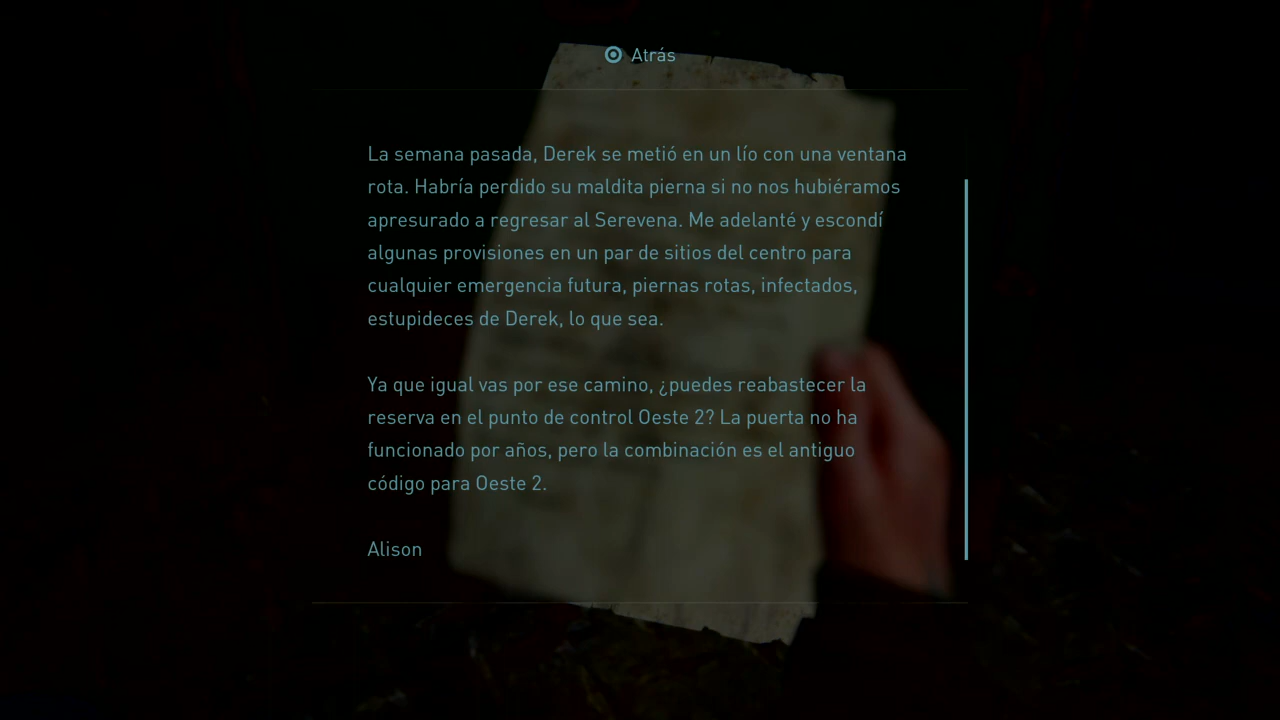 Atrás
La semana pasada, Derek se metió en un lío con una ventana
rota. Habría perdido su maldita pierna si no nos hubiéramos
apresurado a regresar al Serevena. Me adelanté y escondí
algunas provisiones en un par de sitios del centro para
cualquier emergencia futura, piernas rotas, infectados,
estupideces de Derek, lo que sea.
Ya que igual vas por ese camino, ¿puedes reabastecer la
reserva en el punto de control Oeste 2? La puerta no ha
funcionado por años, pero la combinación es el antiguo
código para Oeste 2.
Alison